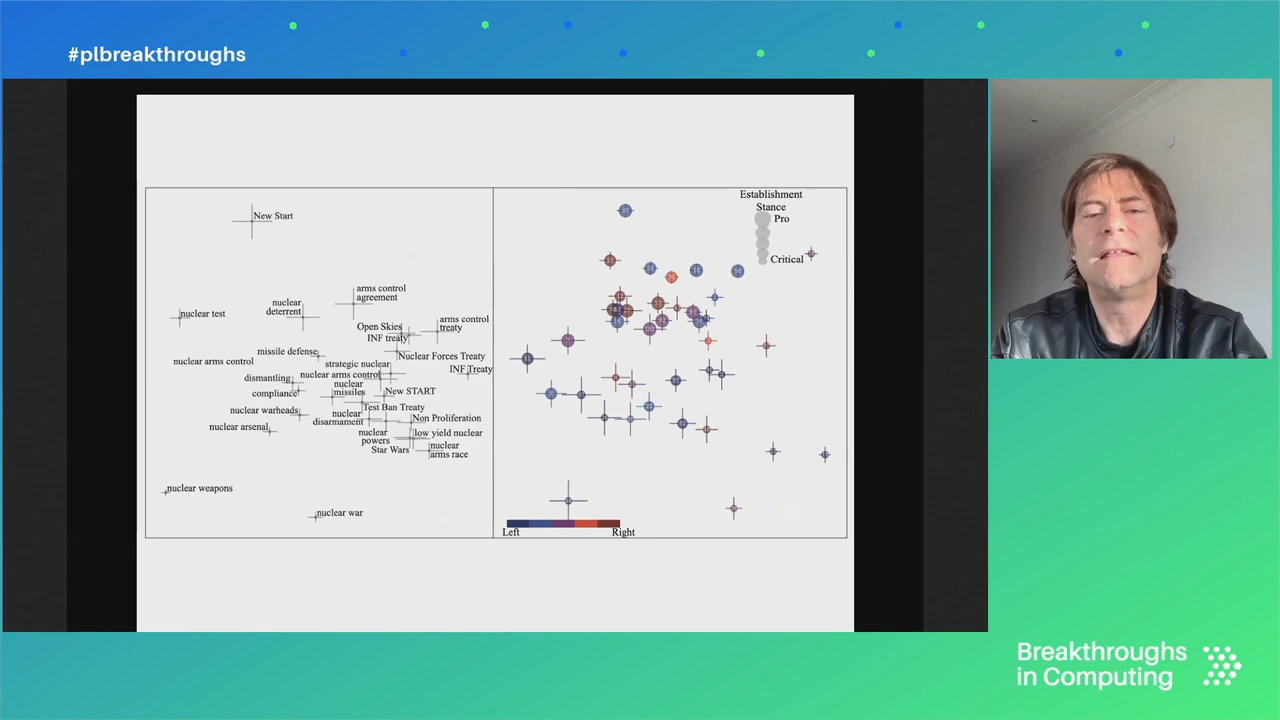 #plbreakthroughs
New Start
arms control
agreement
nuclear
deterrent
nuclear test
Open Skies
INF treaty
arms control
treaty
missile defense
Nuclear Forces Treaty
nuclear arms control
strategic nuclear
INF Treaty
dismantling
nuclear arms control
compliance
nuclear
missiles
New START
nuclear warheads
Test Ban Treaty
nuclear
disarmament
Non Proliferation
nuclear arsenal
nuclear
powers
low yield nuclear
Star Wars
nuclear
arms race
nuclear weapons
nuclear war
Establishment
Stance
Pro
Critical
Left
Right
Breakthroughs
in Computing